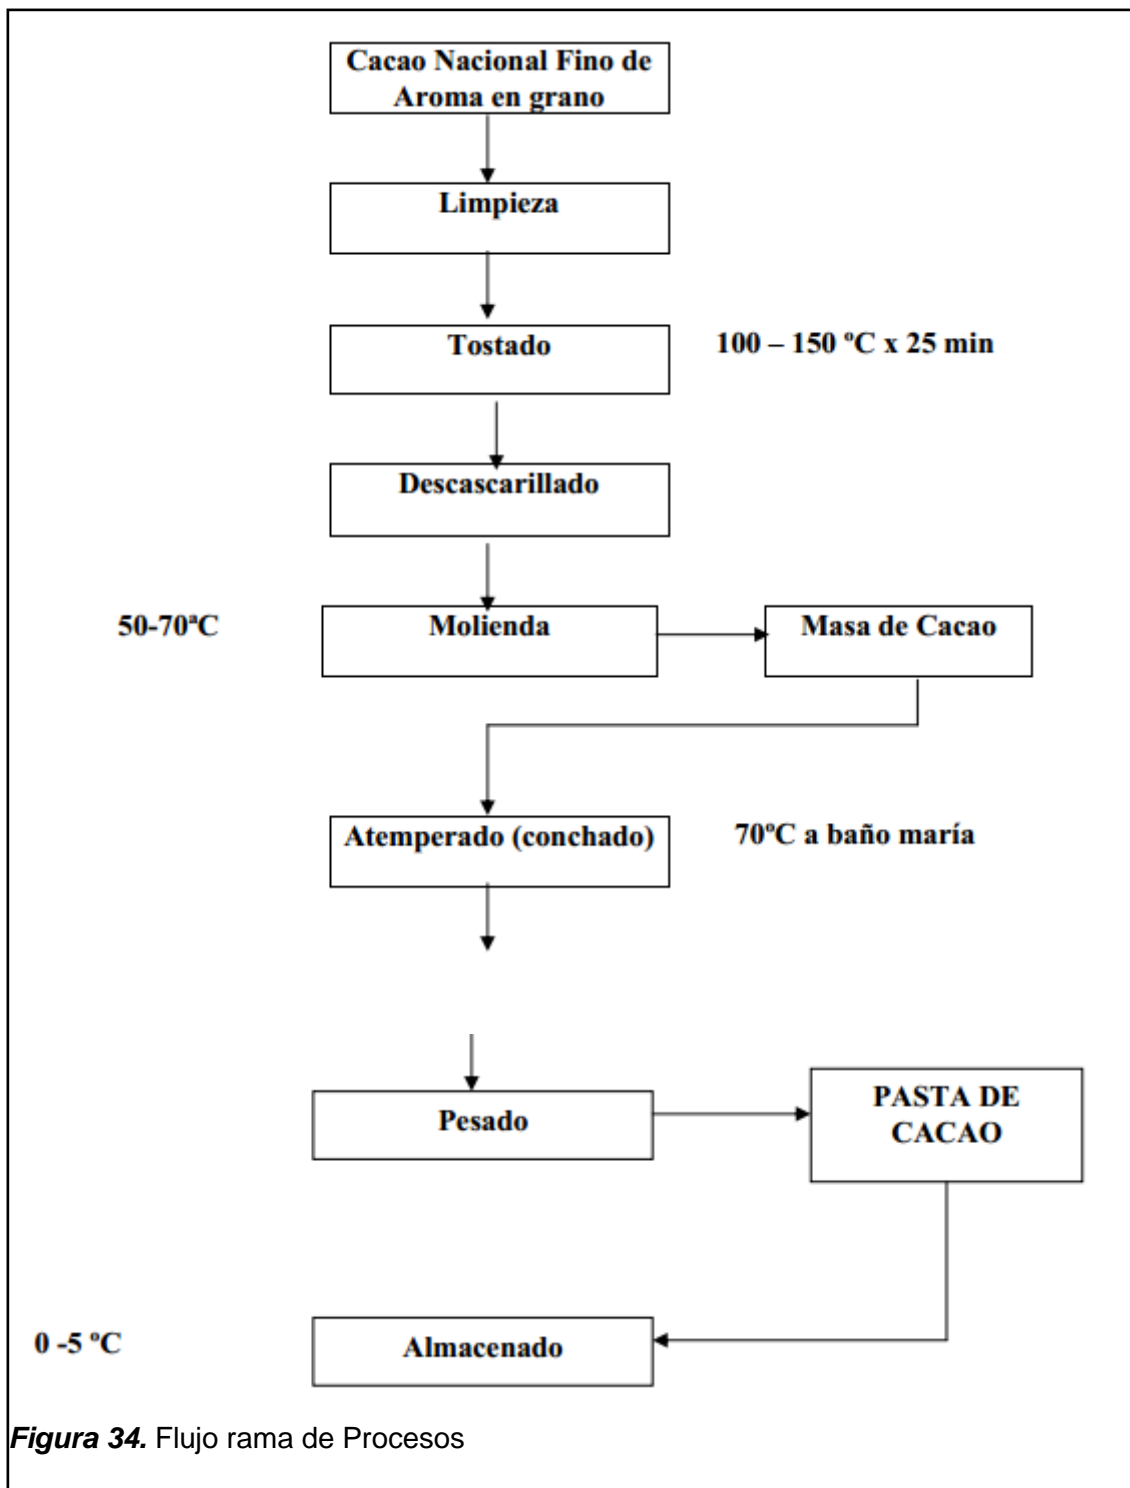 Cacao Nacional Fino de
Aroma en grano
Limpieza
Tostado
100 – 150 ºC x 25 min
Descascarillado
50-70ªC
Molienda
Masa de Cacao
Atemperado (conchado)
70ºC a baño maría
Pesado
PASTA DE
CACAO
0 -5 ºC
Almacenado
Figura 34. Flujo rama de Procesos